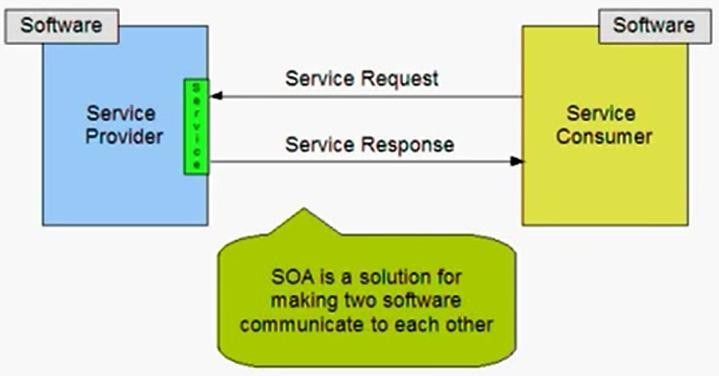 Software
Software
Service Request
Service
Provider
Service
Service
Consumer
Service Response
SOA is a solution for
making two software
communicate to each other